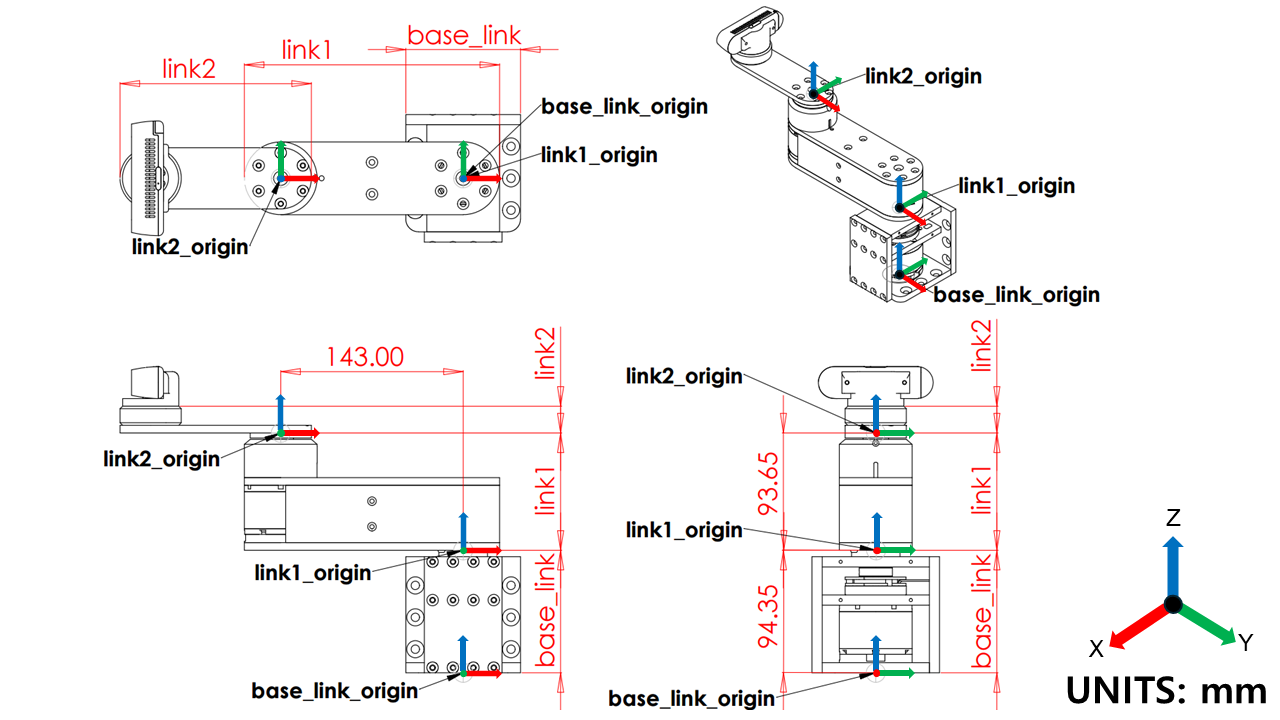 base_link
link1
link2
base_link_origin
link1_origin
link2_origin
link2_origin
link1_origin
base_link_origin
143.00
link2
link1
base_link
link2_origin
link1_origin
base_link_origin
link2
link1
base_link
93.65
94.35
link2_origin
link1_origin
base_link_origin
Z
X
Y
UNITS: mm